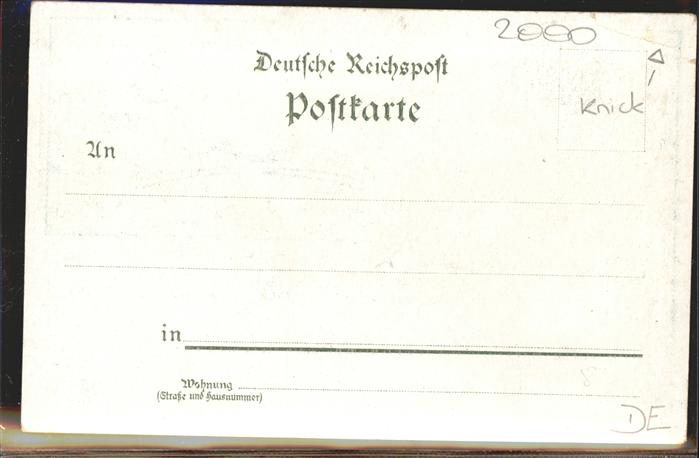 2000
Deutsche Reichspost
Postkarte
Knick
An
in
Wohnung
(Straße und Hausnummer)
DE